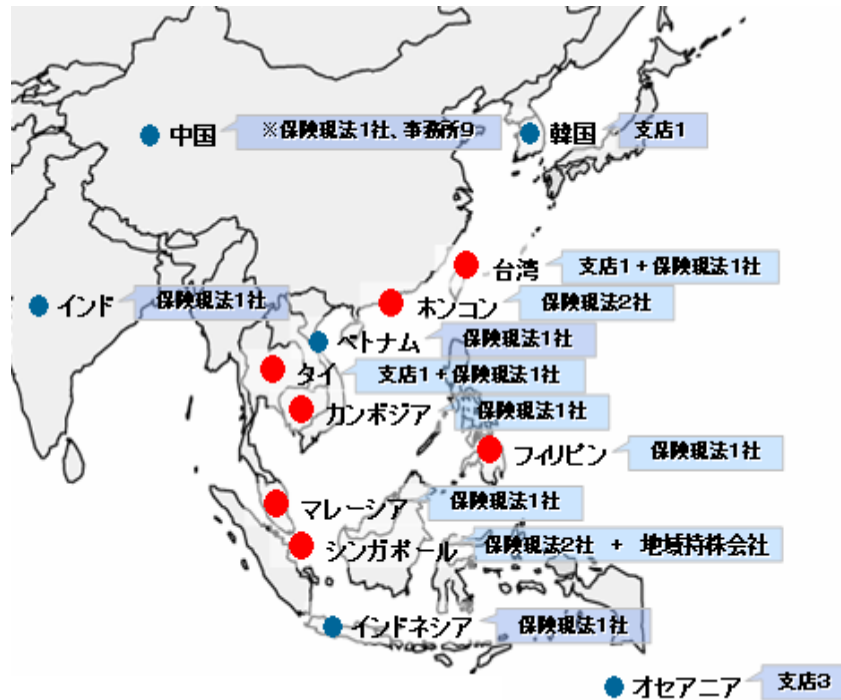 中国 ※保険現法1社、事務所9
韓国 支店1
台湾 支店1+保険現法1社
ホンコン 保険現法2社
インド 保険現法1社
ベトナム 保険現法1社
タイ 支店1+保険現法1社
カンボジア 保険現法1社
フィリピン 保険現法1社
マレーシア 保険現法1社
シンガポール 保険現法2社 + 地域持株会社
インドネシア 保険現法1社
オセアニア 支店3